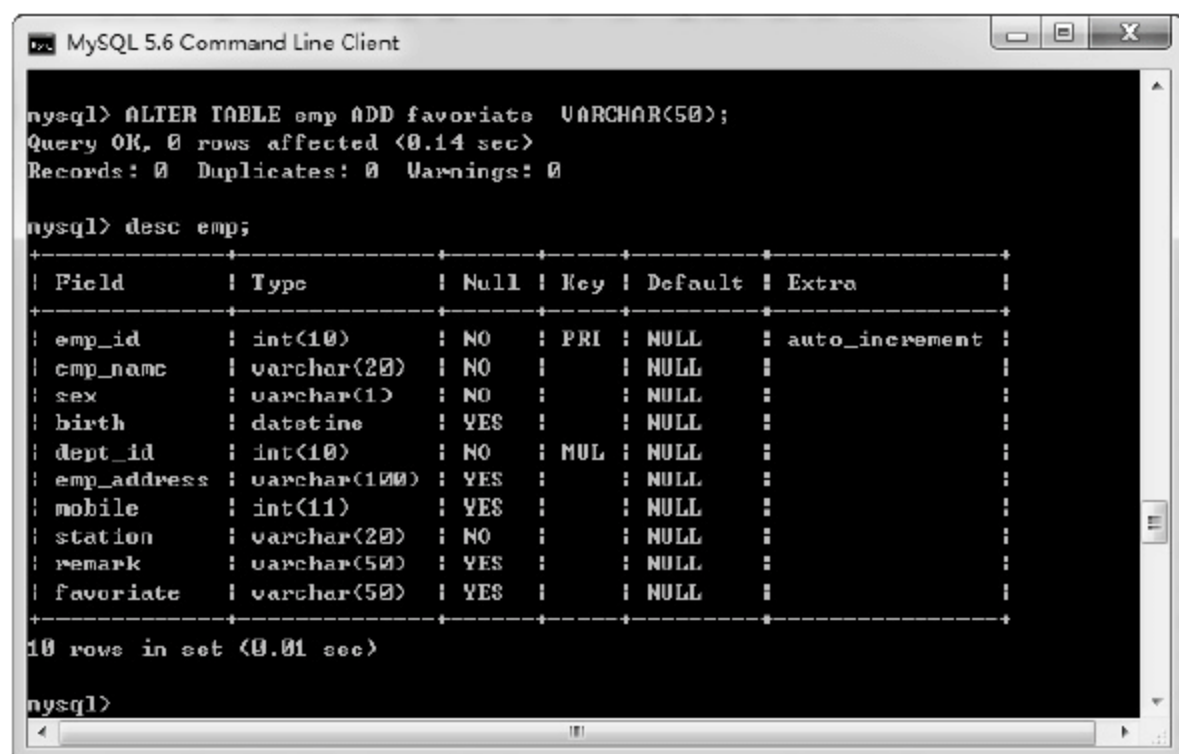 MySQL 5.6 Command Line Client
mysql> ALTER TABLE emp ADD favoriate  VARCHAR(50);
Query OK, 0 rows affected (0.14 sec)
Records: 0  Duplicates: 0  Warnings: 0
mysql> desc emp;
+-------------+--------------+------+-----+---------+----------------+
| Field       | Type         | Null | Key | Default | Extra          |
+-------------+--------------+------+-----+---------+----------------+
| emp_id      | int(10)      | NO   | PRI | NULL    | auto_increment |
| emp_name    | varchar(20)  | NO   |     | NULL    |                |
| sex         | varchar(1)   | NO   |     | NULL    |                |
| birth       | datetime     | YES  |     | NULL    |                |
| dept_id     | int(10)      | NO   | MUL | NULL    |                |
| emp_address | varchar(100) | YES  |     | NULL    |                |
| mobile      | int(11)      | YES  |     | NULL    |                |
| station     | varchar(20)  | NO   |     | NULL    |                |
| remark      | varchar(50)  | YES  |     | NULL    |                |
| favoriate   | varchar(50)  | YES  |     | NULL    |                |
+-------------+--------------+------+-----+---------+----------------+
10 rows in set (0.01 sec)
mysql>